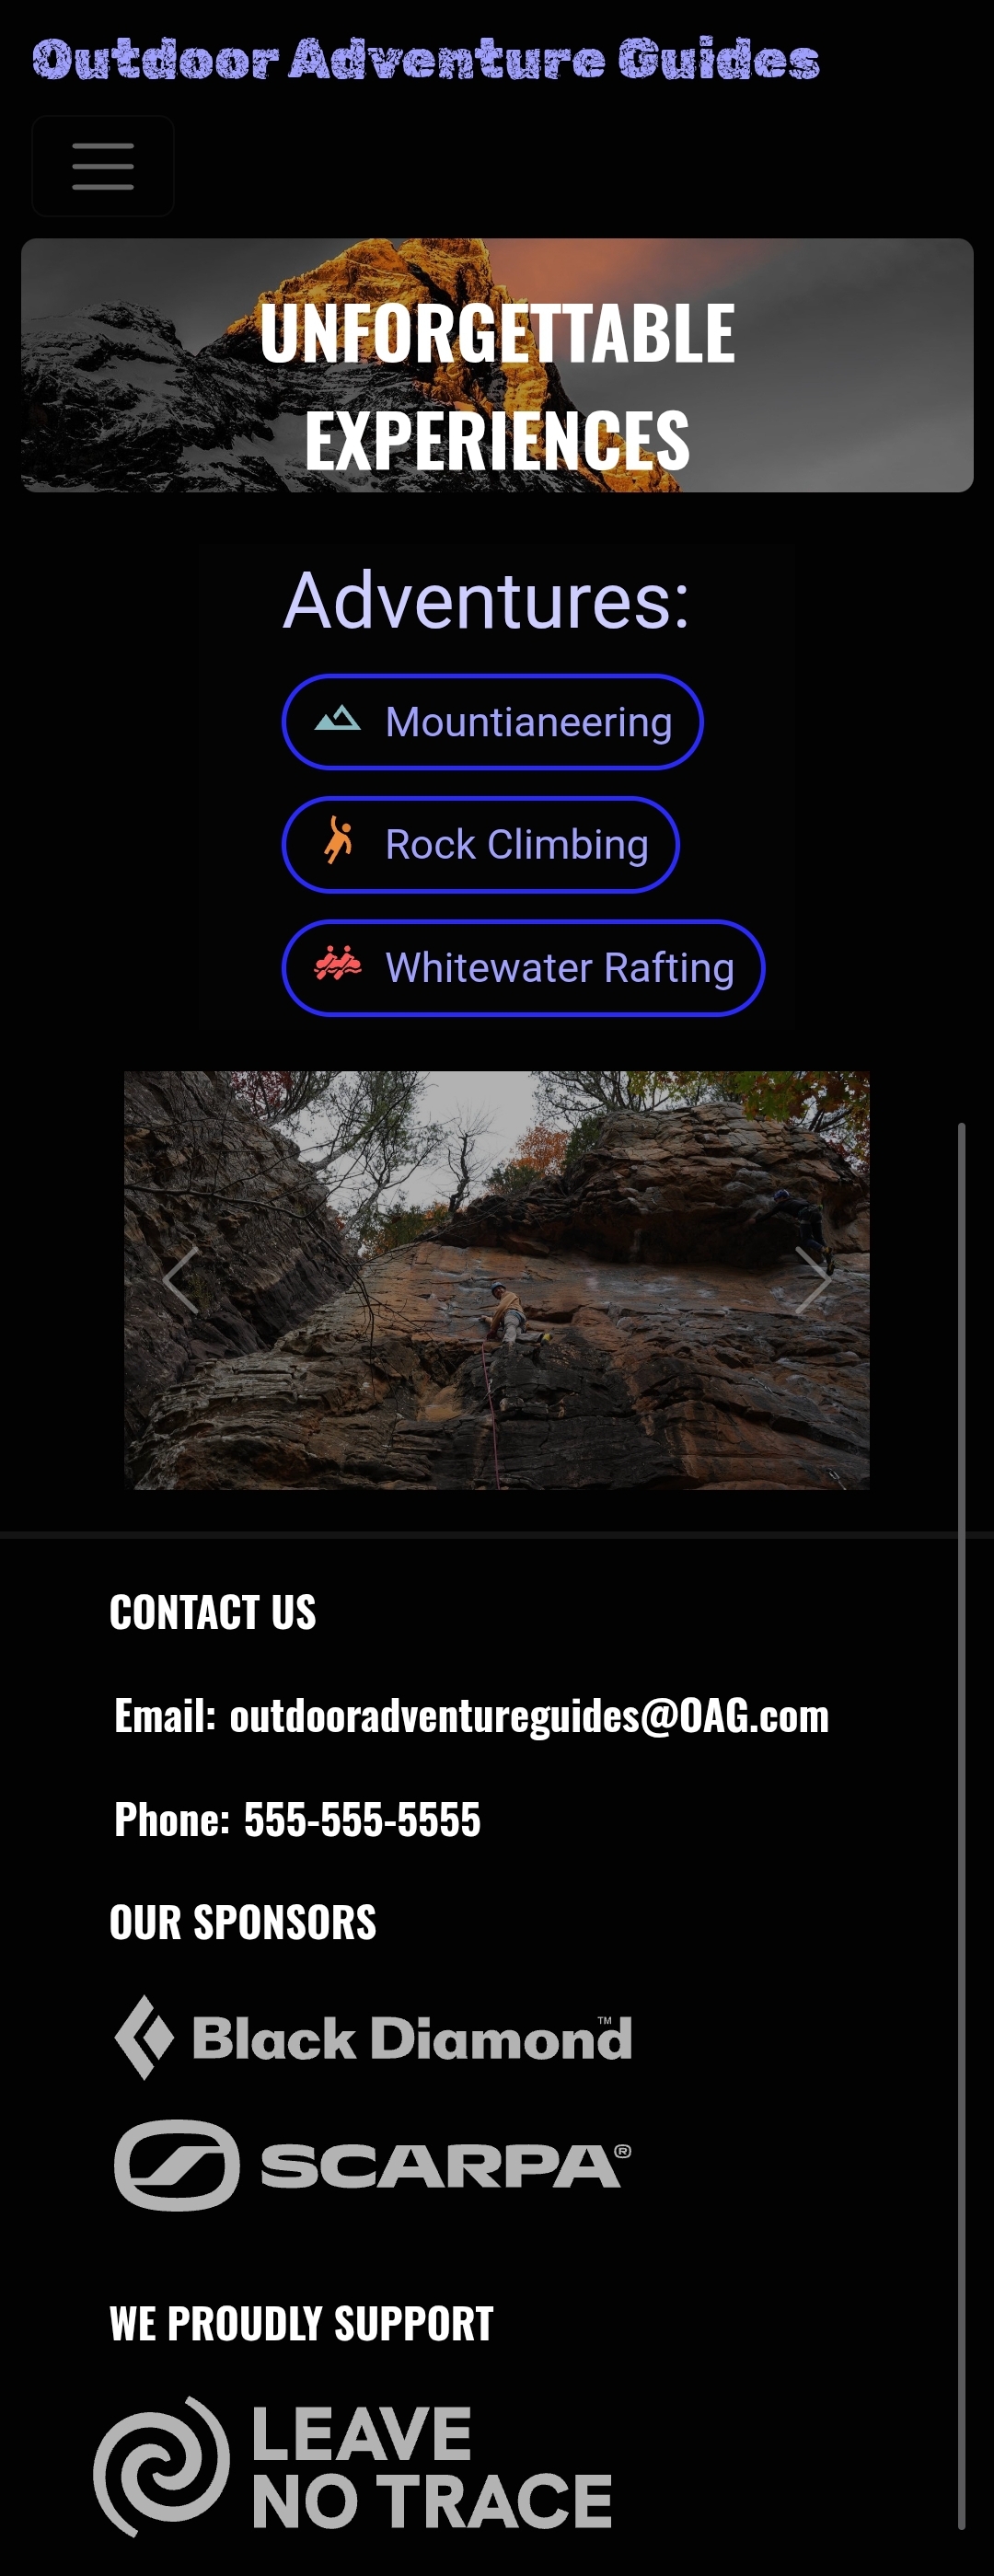 Outdoor Adventure Guides
UNFORGETTABLE
EXPERIENCES
Adventures:
Mountianeering
Rock Climbing
Whitewater Rafting
CONTACT US
Email: outdooradventureguides@OAG.com
Phone: 555-555-5555
OUR SPONSORS
Black Diamond™
SCARPA®
WE PROUDLY SUPPORT
LEAVE
NO TRACE